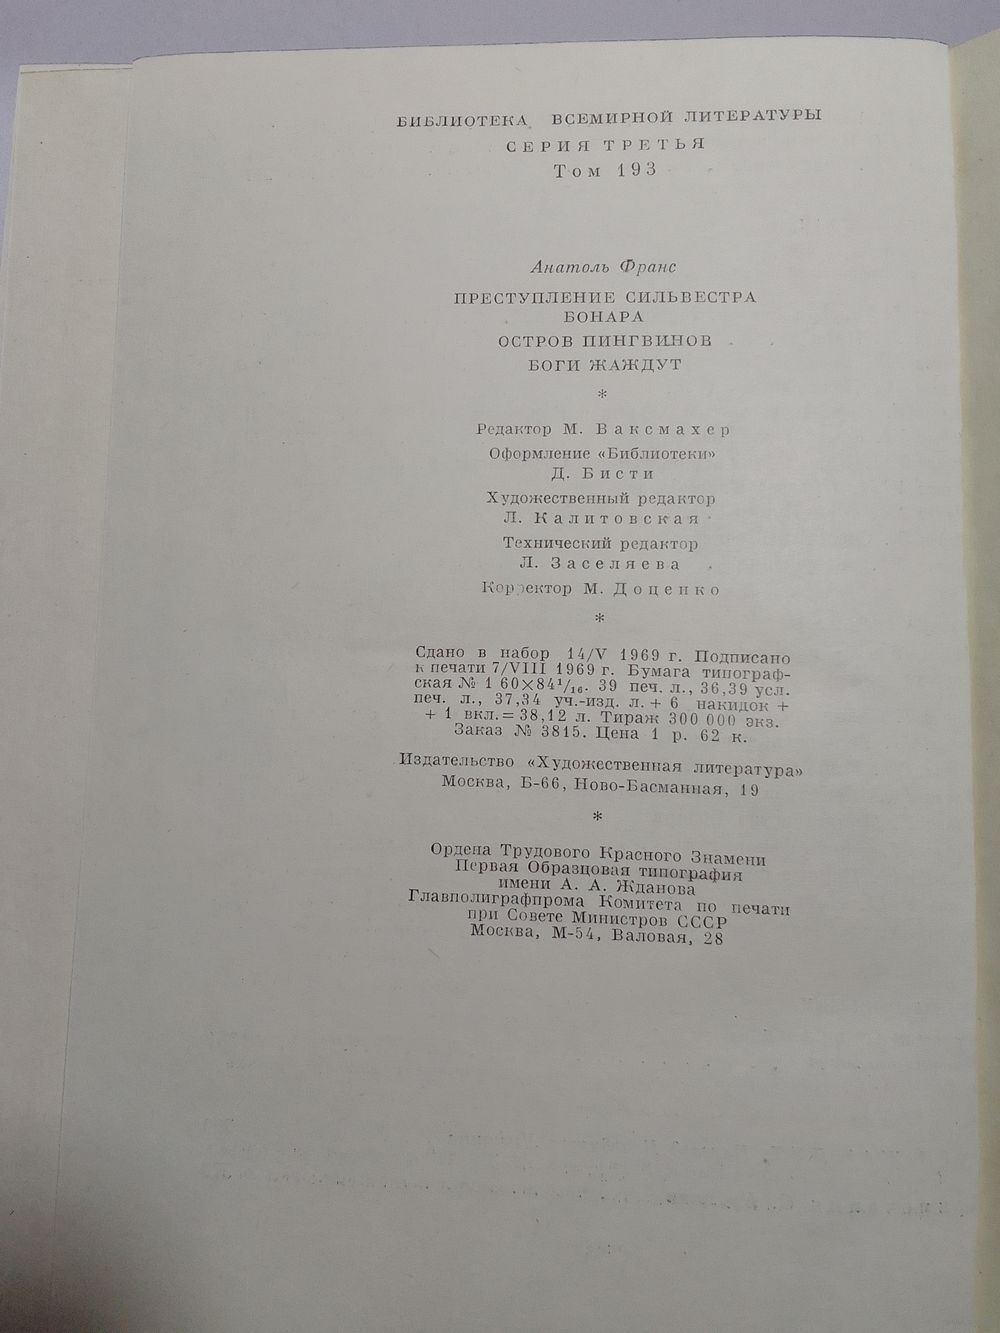 БИБЛИОТЕКА ВСЕМИРНОЙ ЛИТЕРАТУРЫ
СЕРИЯ ТРЕТЬЯ
Том 193
Анатоль Франс
ПРЕСТУПЛЕНИЕ СИЛЬВЕСТРА
БОНАРА
ОСТРОВ ПИНГВИНОВ
БОГИ ЖАЖДУТ
*
Редактор М. Ваксмахер
Оформление «Библиотеки»
Д. Бисти
Художественный редактор
Л. Калитовская
Технический редактор
Л. Заселяева
Корректор М. Доценко
*
Сдано в набор 14/V 1969 г. Подписано
к печати 7/VIII 1969 г. Бумага типограф-
ская № 1 60×84¹/₁₆. 39 печ. л., 36,39 усл.
печ. л., 37,34 уч.-изд. л. + 6 накидок +
+ 1 вкл. = 38,12 л. Тираж 300 000 экз.
Заказ № 3815. Цена 1 р. 62 к.
Издательство «Художественная литература»
Москва, Б-66, Ново-Басманная, 19
*
Ордена Трудового Красного Знамени
Первая Образцовая типография
имени А. А. Жданова
Главполиграфпрома Комитета по печати
при Совете Министров СССР
Москва, М-54, Валовая, 28